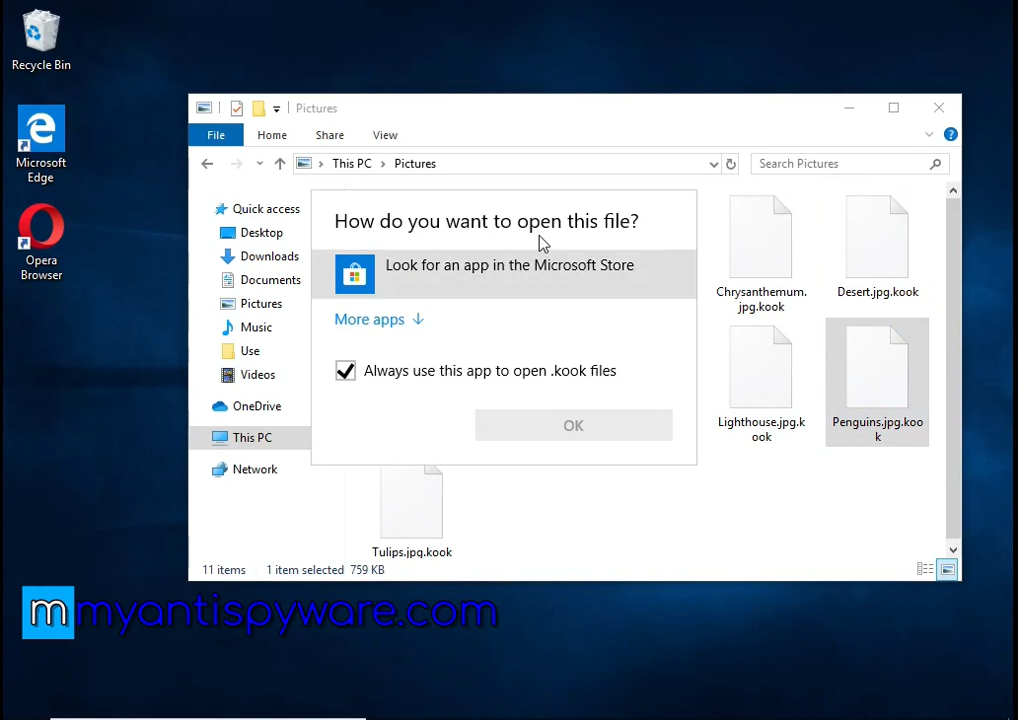 Recycle Bin
Microsoft
Edge
Opera
Browser
Pictures
File
Home
Share
View
This PC
Pictures
Search Pictures
Quick access
Desktop
Downloads
Documents
Pictures
Music
Use
Videos
OneDrive
This PC
Network
How do you want to open this file?
Look for an app in the Microsoft Store
More apps
Always use this app to open .kook files
OK
Chrysanthemum.
jpg.kook
Desert.jpg.kook
Lighthouse.jpg.k
ook
Penguins.jpg.koo
k
Tulips.jpg.kook
11 items
1 item selected 759 KB
m
myantispyware.com